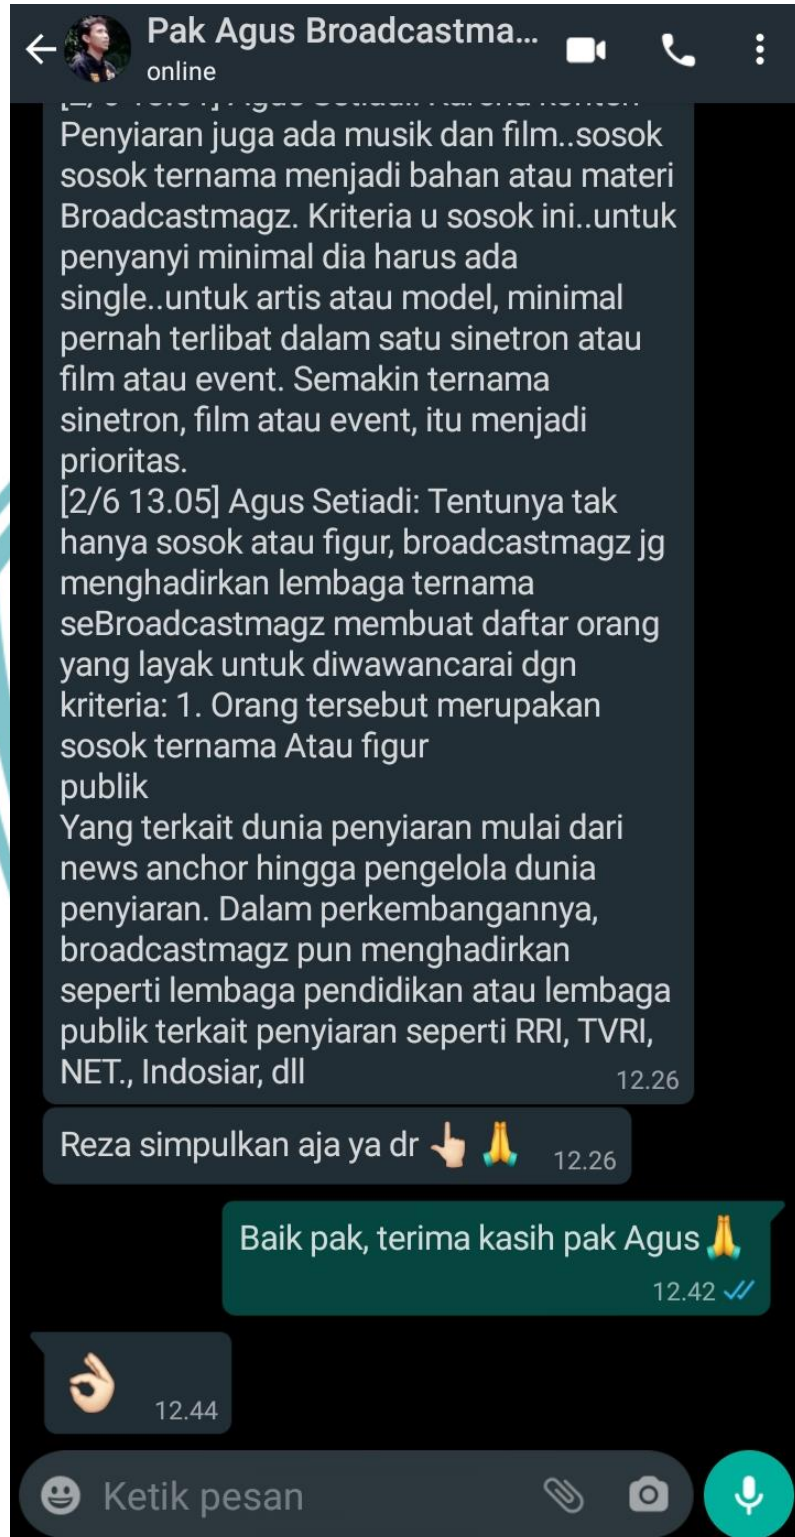 Pak Agus Broadcastma...
online
Penyiaran juga ada musik dan film..sosok
sosok ternama menjadi bahan atau materi
Broadcastmagz. Kriteria u sosok ini..untuk
penyanyi minimal dia harus ada
single..untuk artis atau model, minimal
pernah terlibat dalam satu sinetron atau
film atau event. Semakin ternama
sinetron, film atau event, itu menjadi
prioritas.
[2/6 13.05] Agus Setiadi: Tentunya tak
hanya sosok atau figur, broadcastmagz jg
menghadirkan lembaga ternama
seBroadcastmagz membuat daftar orang
yang layak untuk diwawancarai dgn
kriteria: 1. Orang tersebut merupakan
sosok ternama Atau figur
publik
Yang terkait dunia penyiaran mulai dari
news anchor hingga pengelola dunia
penyiaran. Dalam perkembangannya,
broadcastmagz pun menghadirkan
seperti lembaga pendidikan atau lembaga
publik terkait penyiaran seperti RRI, TVRI,
NET., Indosiar, dll
12.26
Reza simpulkan aja ya dr 👆🏻 🙏
12.26
Baik pak, terima kasih pak Agus🙏
12.42
👌🏻
12.44
Ketik pesan